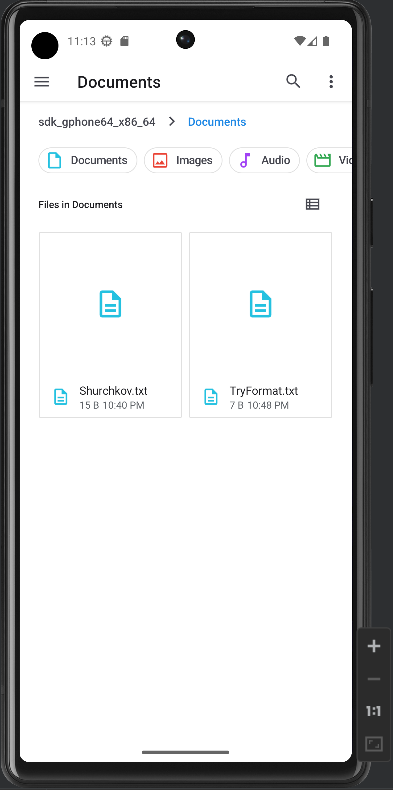 11:13
Documents
sdk_gphone64_x86_64 > Documents
Documents Images Audio Vid
Files in Documents
Shurchkov.txt TryFormat.txt
15 B 10:40 PM 7 B 10:48 PM
1:1